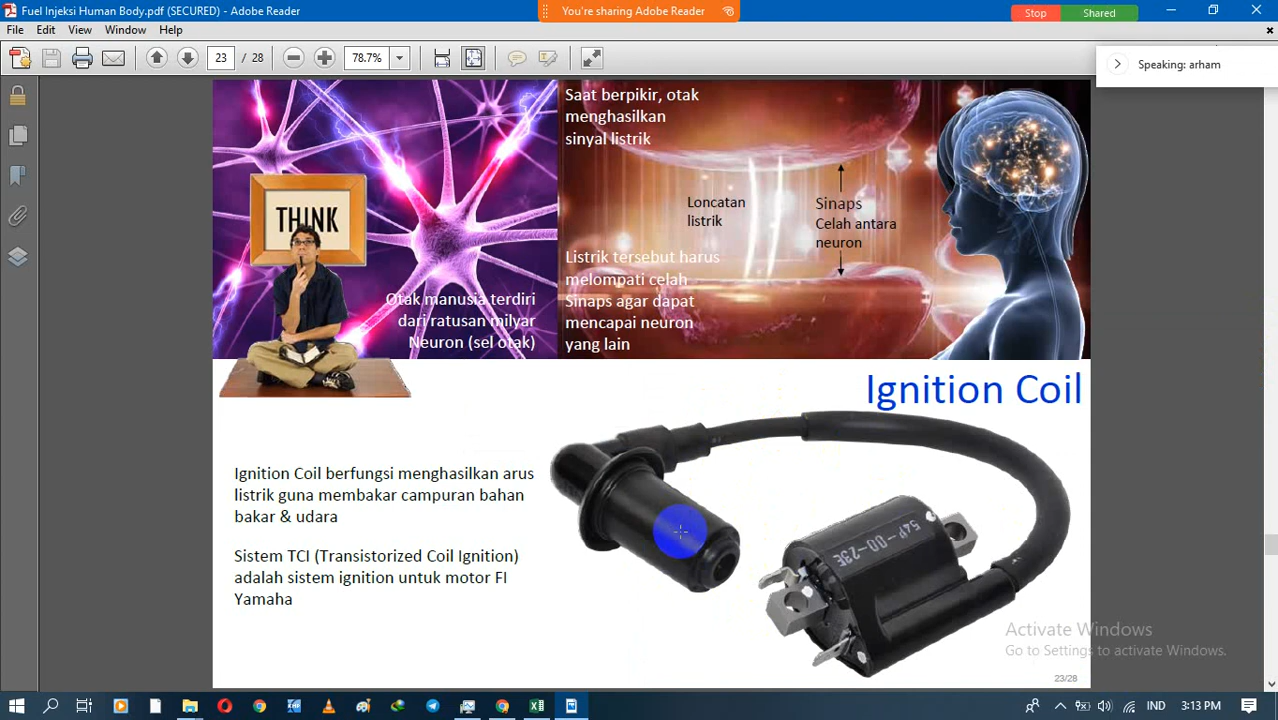 Fuel Injeksi Human Body.pdf (SECURED) - Adobe Reader
You're sharing Adobe Reader
Stop
Shared
File Edit View Window Help
23 / 28
78.7%
Speaking: arham
Saat berpikir, otak
menghasilkan
sinyal listrik
THINK
Loncatan
listrik
Sinaps
Celah antara
neuron
Listrik tersebut harus
melompati celah
Sinaps agar dapat
mencapai neuron
yang lain
Otak manusia terdiri
dari ratusan milyar
Neuron (sel otak)
Ignition Coil
Ignition Coil berfungsi menghasilkan arus
listrik guna membakar campuran bahan
bakar & udara
Sistem TCI (Transistorized Coil Ignition)
adalah sistem ignition untuk motor FI
Yamaha
Activate Windows
Go to Settings to activate Windows.
23/28
IND
3:13 PM